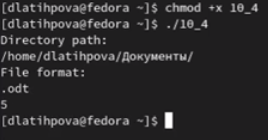 [dlatihpova@fedora ~]$ chmod +x 10_4
[dlatihpova@fedora ~]$ ./10_4
Directory path:
/home/dlatihpova/Документы/
File format:
.odt
5
[dlatihpova@fedora ~]$